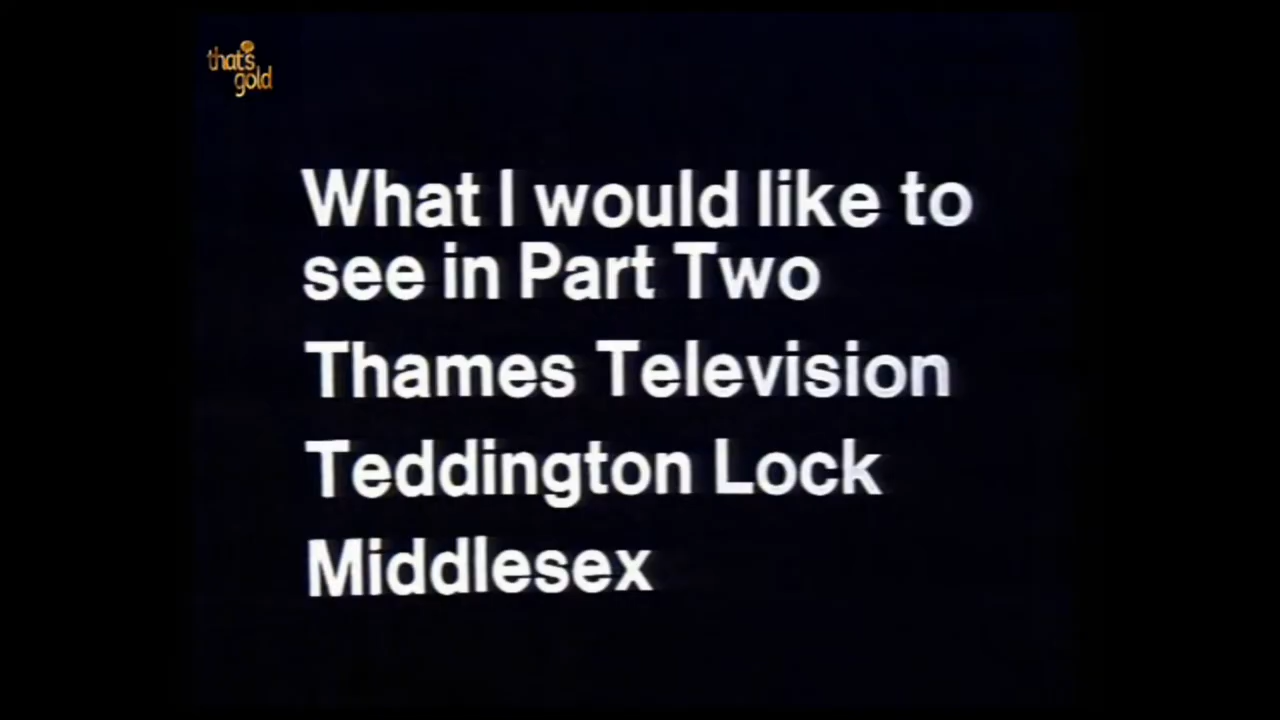 that's
gold
What I would like to
see in Part Two
Thames Television
Teddington Lock
Middlesex